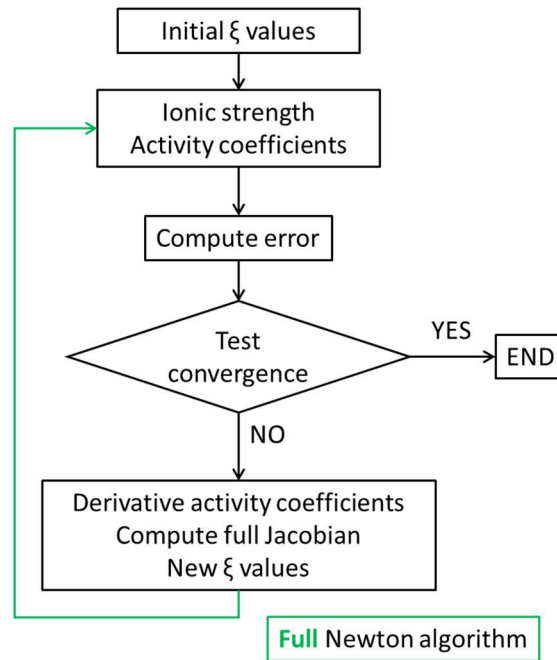 Initial ξ values
Ionic strength
Activity coefficients
Compute error
Test
convergence
YES
END
NO
Derivative activity coefficients
Compute full Jacobian
New ξ values
Full Newton algorithm